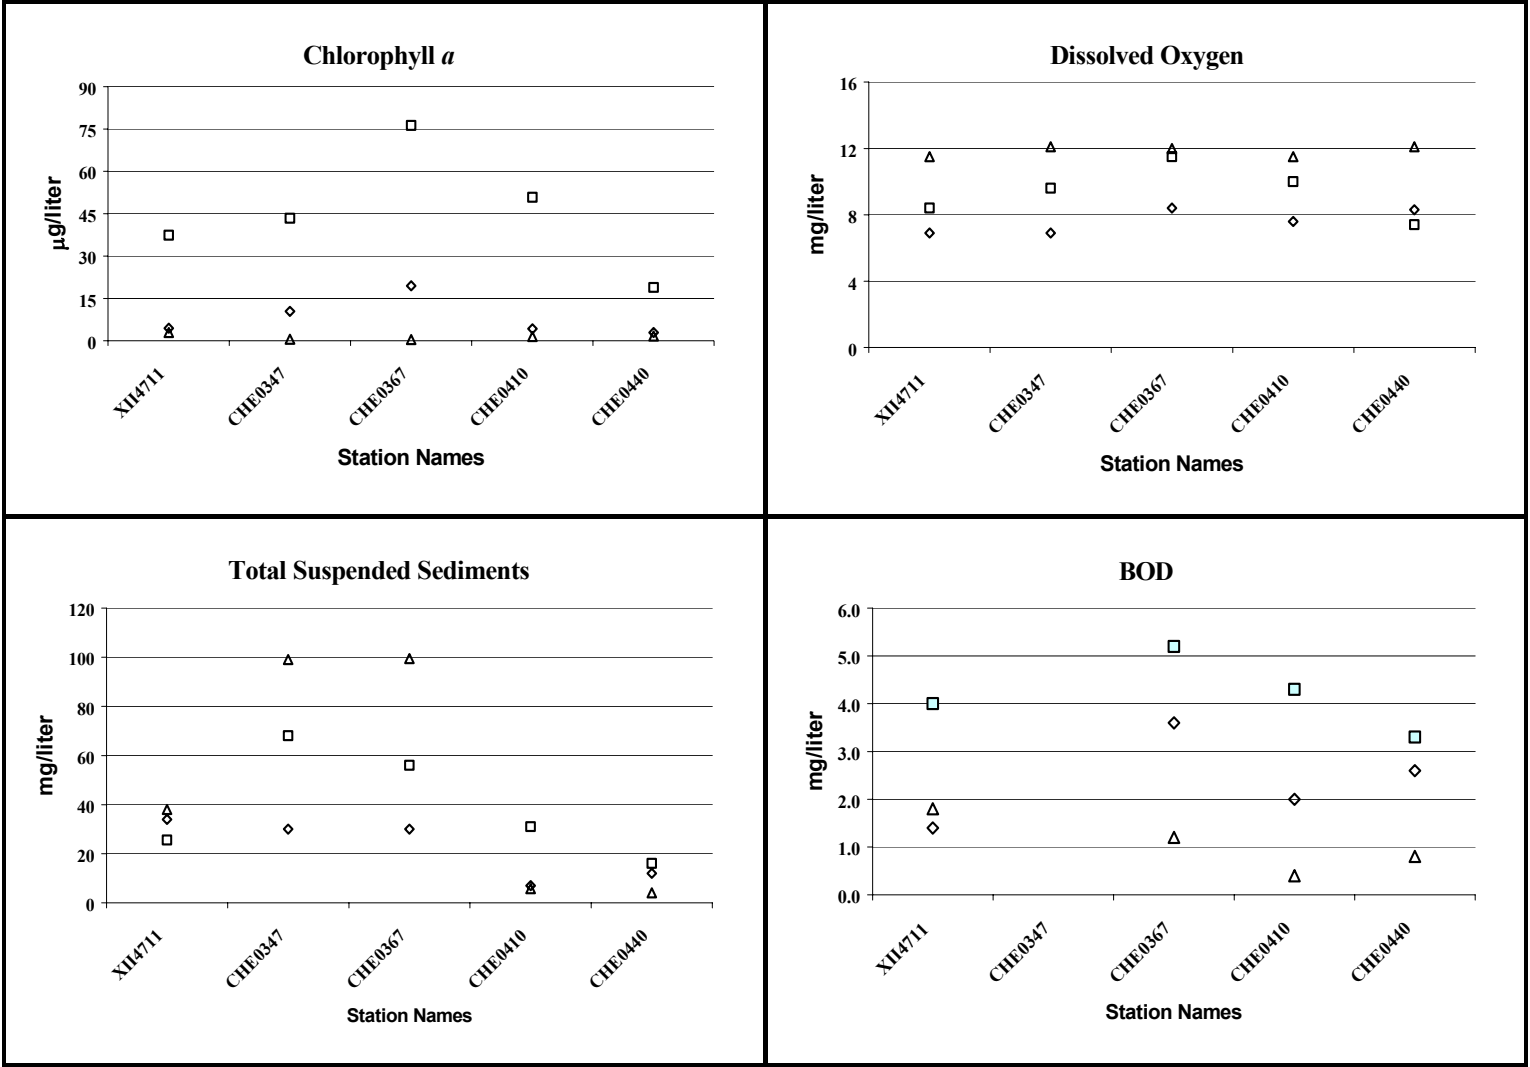 Chlorophyll a
90
75
60
45
30
15
0
µg/liter
XII4711
CHE0347
CHE0367
CHE0410
CHE0440
Station Names
Dissolved Oxygen
16
12
8
4
0
mg/liter
XII4711
CHE0347
CHE0367
CHE0410
CHE0440
Station Names
Total Suspended Sediments
120
100
80
60
40
20
0
mg/liter
XII4711
CHE0347
CHE0367
CHE0410
CHE0440
Station Names
BOD
6.0
5.0
4.0
3.0
2.0
1.0
0.0
mg/liter
XII4711
CHE0347
CHE0367
CHE0410
CHE0440
Station Names